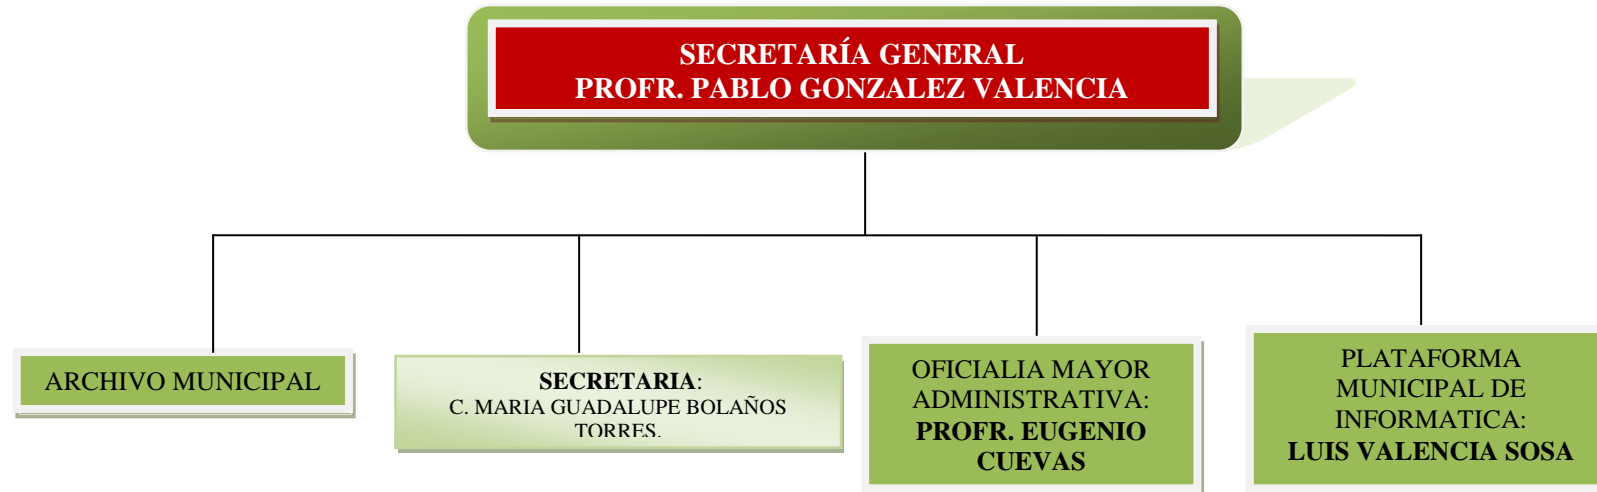 SECRETARÍA GENERAL
PROFR. PABLO GONZALEZ VALENCIA
ARCHIVO MUNICIPAL
SECRETARIA:
C. MARIA GUADALUPE BOLAÑOS
TORRES.
OFICIALIA MAYOR
ADMINISTRATIVA:
PROFR. EUGENIO
CUEVAS
PLATAFORMA
MUNICIPAL DE
INFORMATICA:
LUIS VALENCIA SOSA